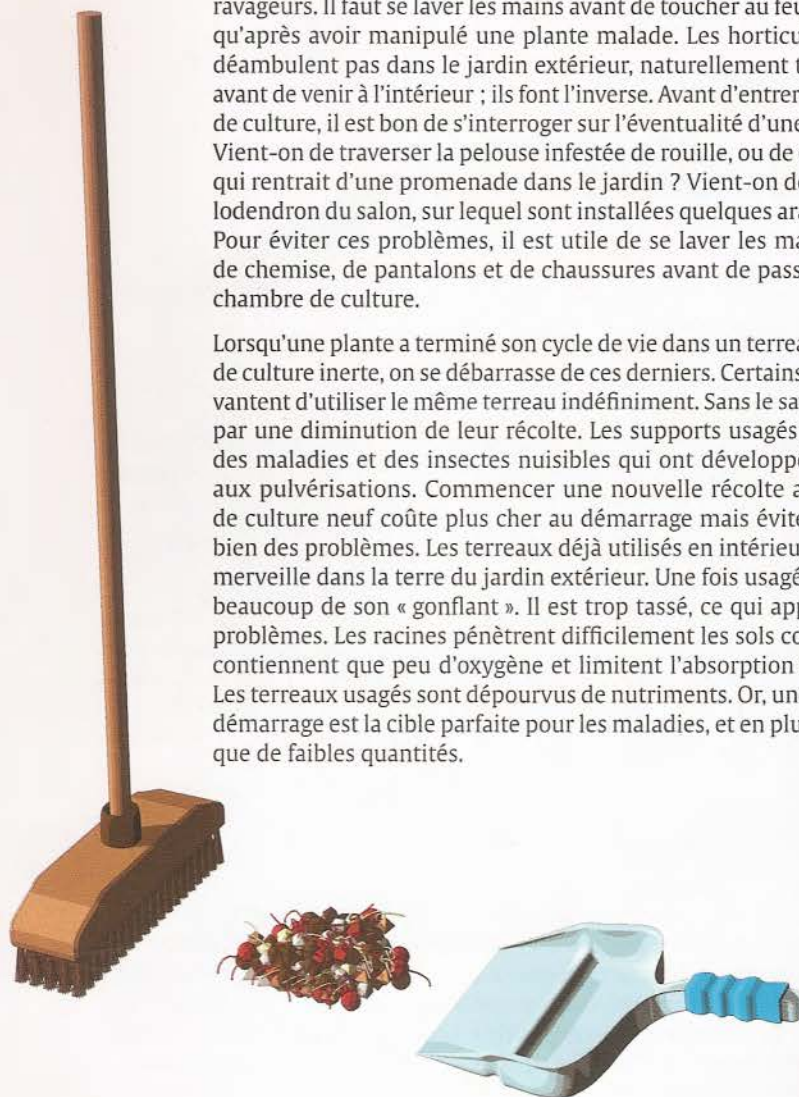 ravageurs. Il faut se laver les mains avant de toucher au feu
qu'après avoir manipulé une plante malade. Les horticu
déambulent pas dans le jardin extérieur, naturellement t
avant de venir à l'intérieur ; ils font l'inverse. Avant d'entrer
de culture, il est bon de s'interroger sur l'éventualité d'une
Vient-on de traverser la pelouse infestée de rouille, ou de
qui rentrait d'une promenade dans le jardin ? Vient-on de
lodendron du salon, sur lequel sont installées quelques ara
Pour éviter ces problèmes, il est utile de se laver les ma
de chemise, de pantalons et de chaussures avant de pass
chambre de culture.
Lorsqu'une plante a terminé son cycle de vie dans un terrea
de culture inerte, on se débarrasse de ces derniers. Certains
vantent d'utiliser le même terreau indéfiniment. Sans le sa
par une diminution de leur récolte. Les supports usagés
des maladies et des insectes nuisibles qui ont développé
aux pulvérisations. Commencer une nouvelle récolte a
de culture neuf coûte plus cher au démarrage mais évite
bien des problèmes. Les terreaux déjà utilisés en intérieu
merveille dans la terre du jardin extérieur. Une fois usagé
beaucoup de son « gonflant ». Il est trop tassé, ce qui app
problèmes. Les racines pénètrent difficilement les sols co
contiennent que peu d'oxygène et limitent l'absorption
Les terreaux usagés sont dépourvus de nutriments. Or, un
démarrage est la cible parfaite pour les maladies, et en plu
que de faibles quantités.